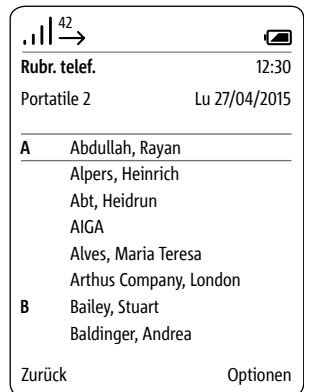 42
Rubr. telef. 12:30
Portatile 2 Lu 27/04/2015
A Abdullah, Rayan
Alpers, Heinrich
Abt, Heidrun
AIGA
Alves, Maria Teresa
Arthus Company, London
B Bailey, Stuart
Baldinger, Andrea
Zurück Optionen